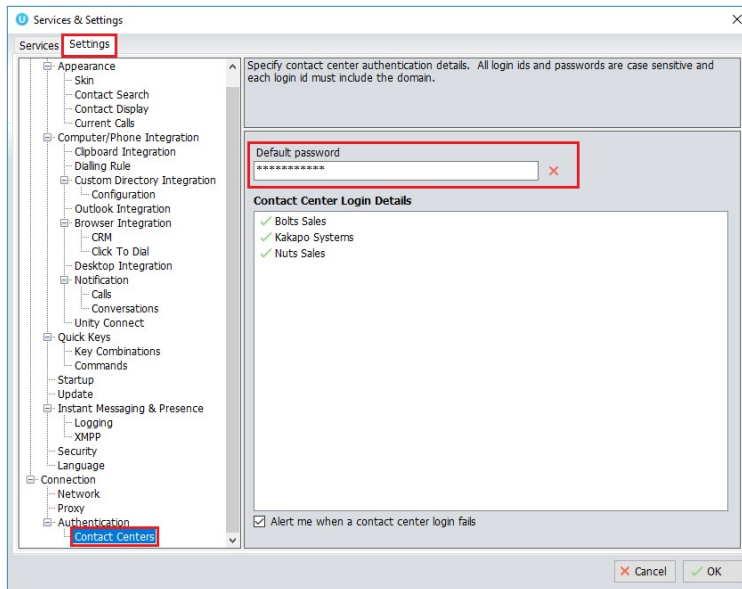 Services & Settings
Services Settings
Appearance
Skin
Contact Search
Contact Display
Current Calls
Computer/Phone Integration
Clipboard Integration
Dialling Rule
Custom Directory Integration
Configuration
Outlook Integration
Browser Integration
CRM
Click To Dial
Desktop Integration
Notification
Calls
Conversations
Unity Connect
Quick Keys
Key Combinations
Commands
Startup
Update
Instant Messaging & Presence
Logging
XMPP
Security
Language
Connection
Network
Proxy
Authentication
Contact Centers
Specify contact center authentication details. All login ids and passwords are case sensitive and
each login id must include the domain.
Default password
***********
Contact Center Login Details
Bolts Sales
Kakapo Systems
Nuts Sales
Alert me when a contact center login fails
Cancel OK